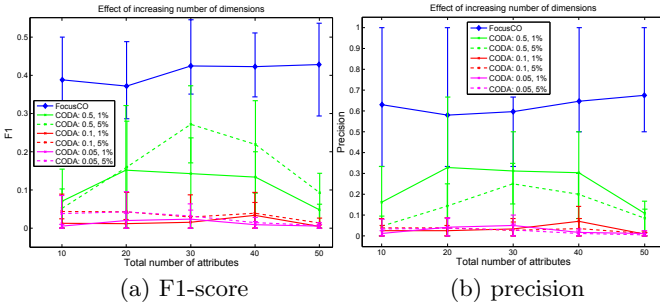 Effect of increasing number of dimensions
0.5
0.4
0.3
0.2
0.1
0
F1
FocusCO
CODA: 0.5, 1%
CODA: 0.5, 5%
CODA: 0.1, 1%
CODA: 0.1, 5%
CODA: 0.05, 1%
CODA: 0.05, 5%
10 20 30 40 50
Total number of attributes
(a) F1-score
Effect of increasing number of dimensions
1
0.9
0.8
0.7
0.6
0.5
0.4
0.3
0.2
0.1
0
Precision
FocusCO
CODA: 0.5, 1%
CODA: 0.5, 5%
CODA: 0.1, 1%
CODA: 0.1, 5%
CODA: 0.05, 1%
CODA: 0.05, 5%
10 20 30 40 50
Total number of attributes
(b) precision